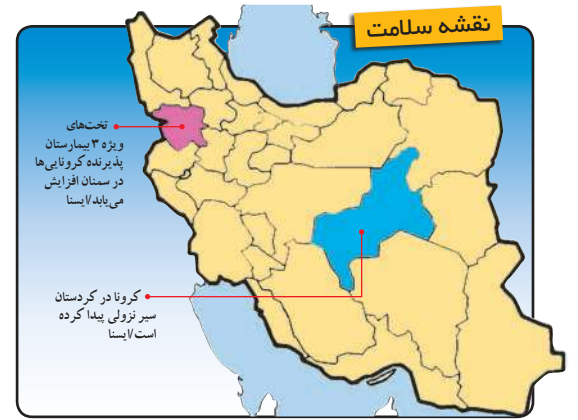 نقشه سلامت
تخت‌های
ویژه ۳ بیمارستان
پذیرنده کرونایی‌ها
در سمنان افزایش
می‌یابد/ایسنا
کرونا در کردستان
سیر نزولی پیدا کرده
است/ایسنا